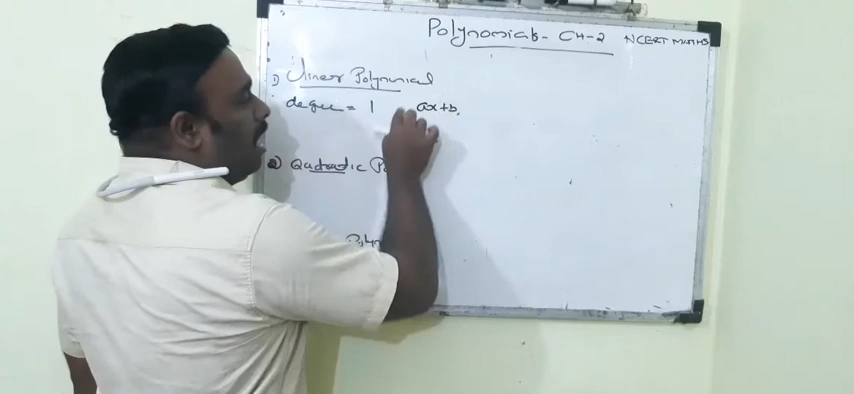 Polynomials - CH-2 NCERT MATHS
1) Linear Polynomial
degree = 1 ax+b,
2) Quadratic